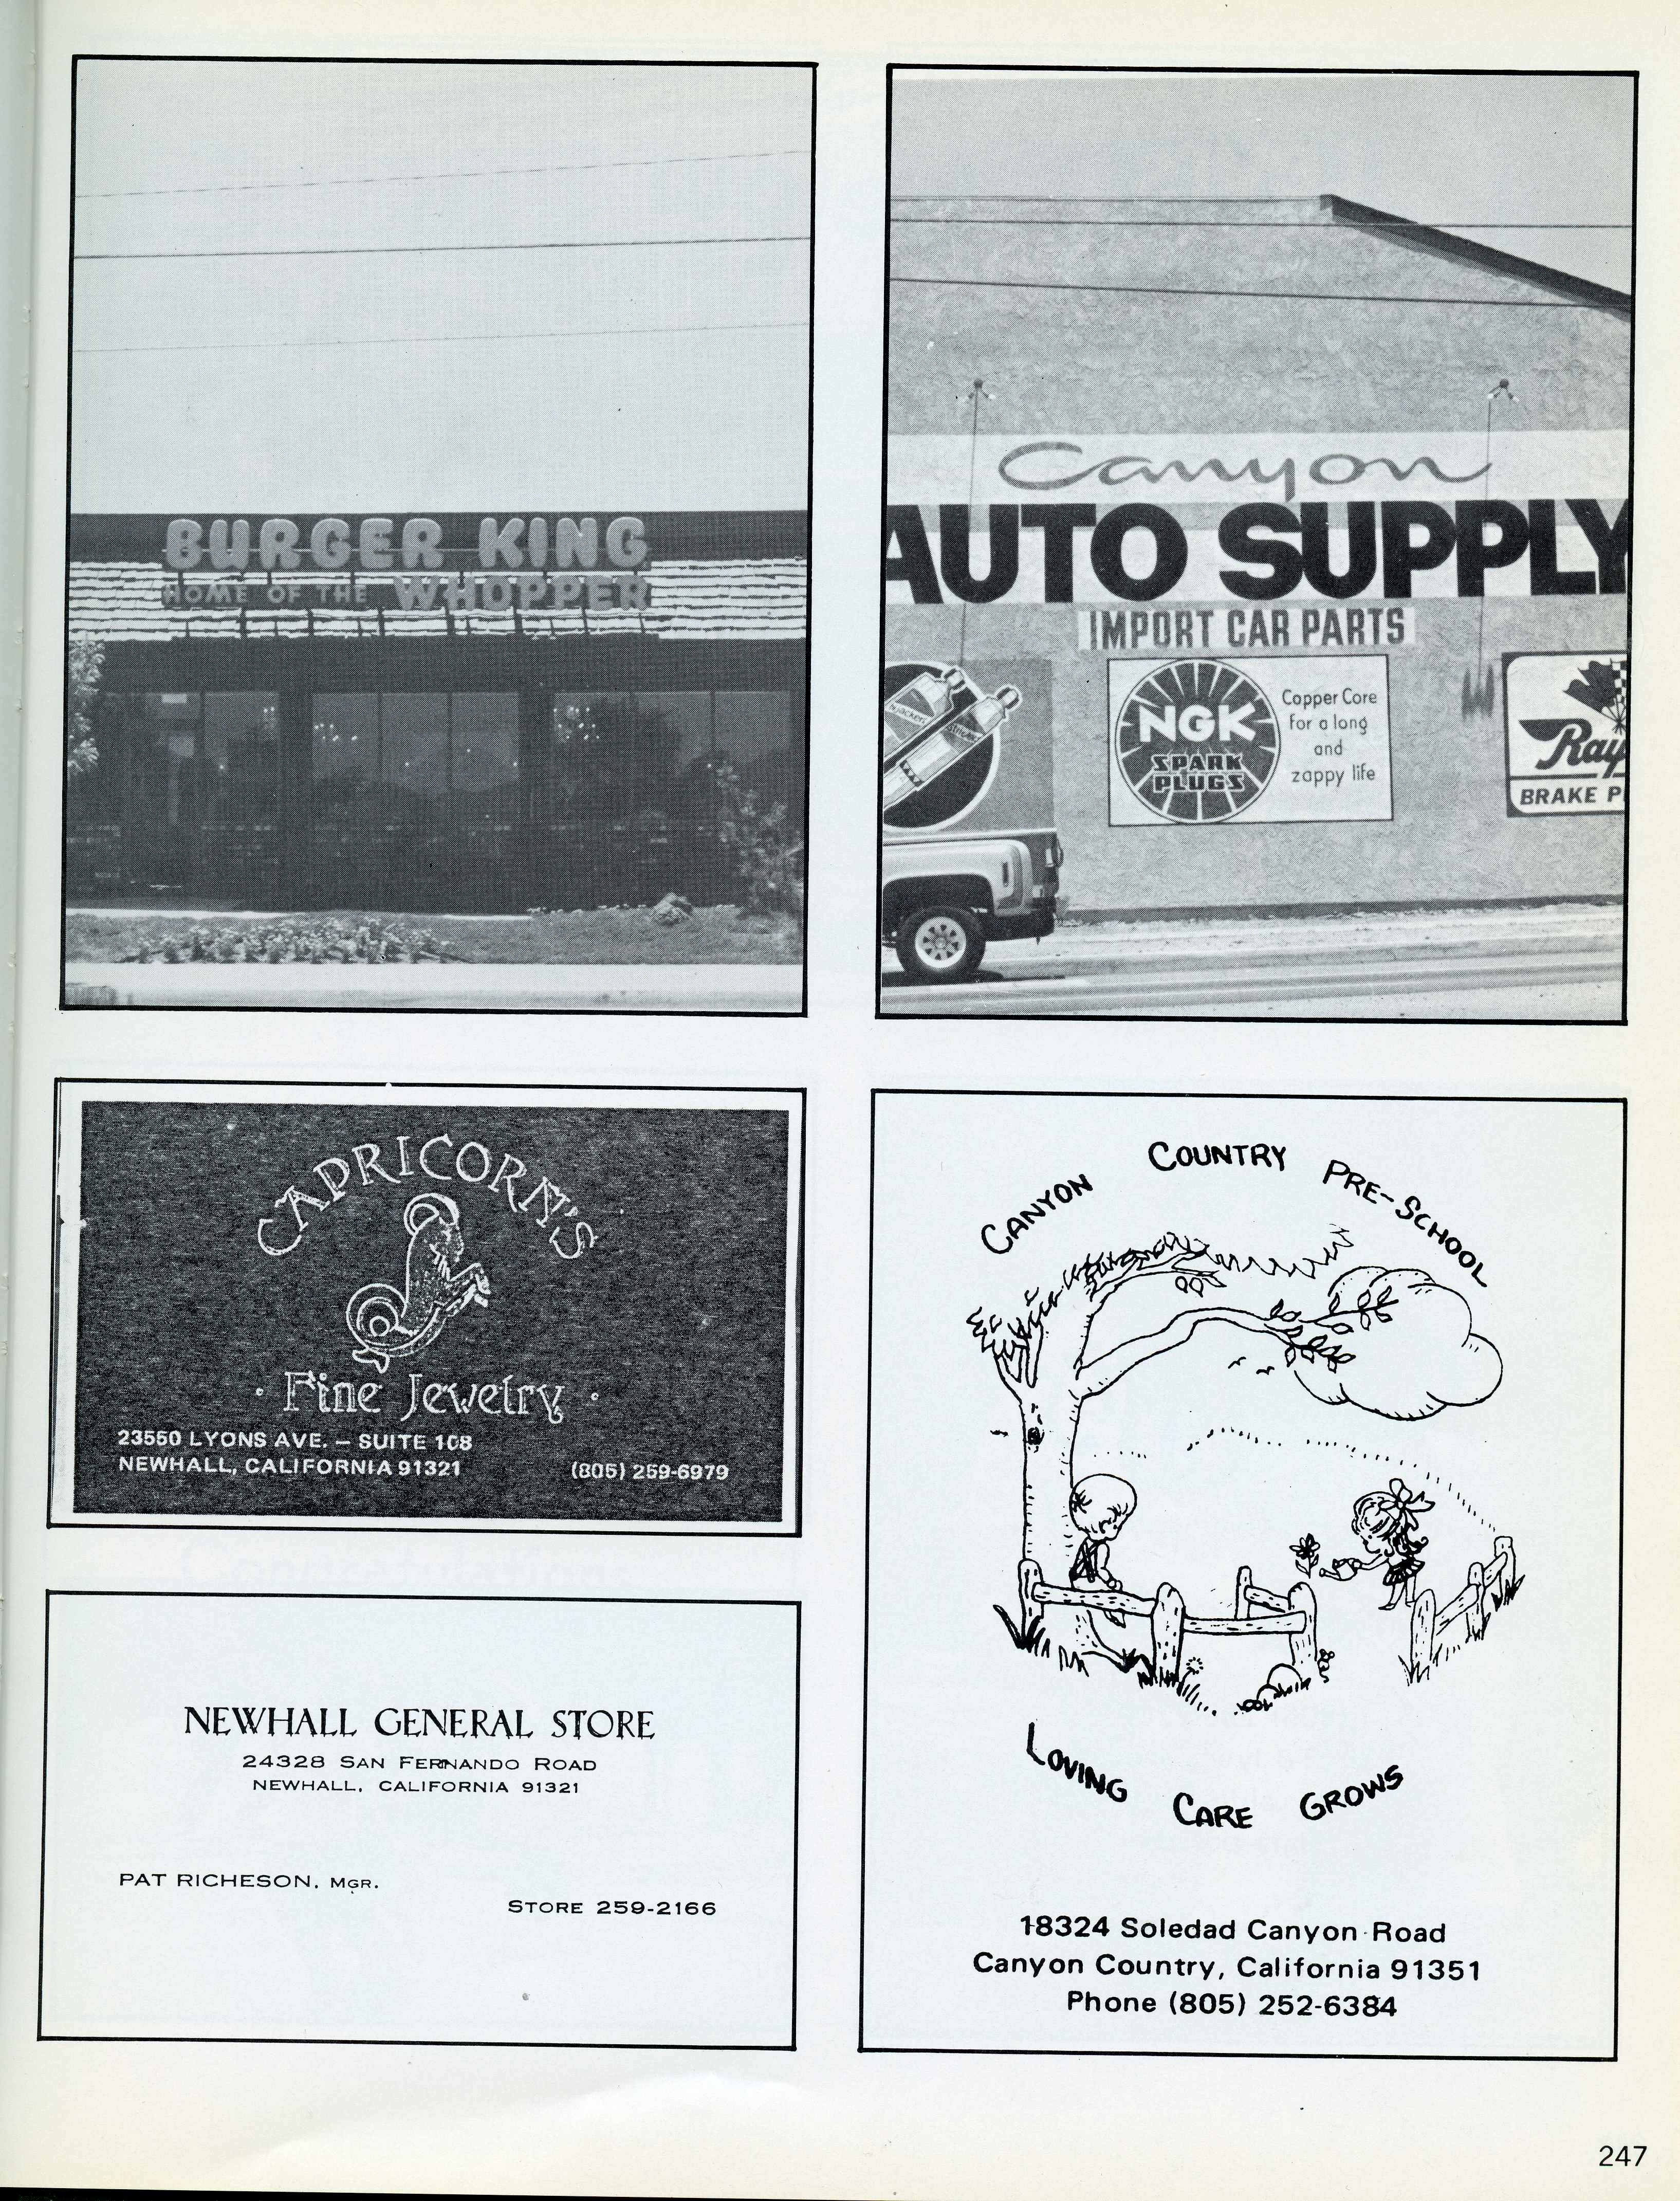 BURGER KING
HOME OF THE WHOPPER
Canyon
AUTO SUPPLY
IMPORT CAR PARTS
NGK
SPARK
PLUGS
Copper Core
for a long
and
zappy life
BRAKE
CAPRICORN'S
· Fine Jewelry ·
23550 LYONS AVE. – SUITE 108
NEWHALL, CALIFORNIA 91321
(805) 259-6979
CANYON COUNTRY PRE-SCHOOL
LOVING CARE GROWS
18324 Soledad Canyon Road
Canyon Country, California 91351
Phone (805) 252-6384
NEWHALL GENERAL STORE
24328 SAN FERNANDO ROAD
NEWHALL, CALIFORNIA 91321
PAT RICHESON, MGR.
STORE 259-2166
247